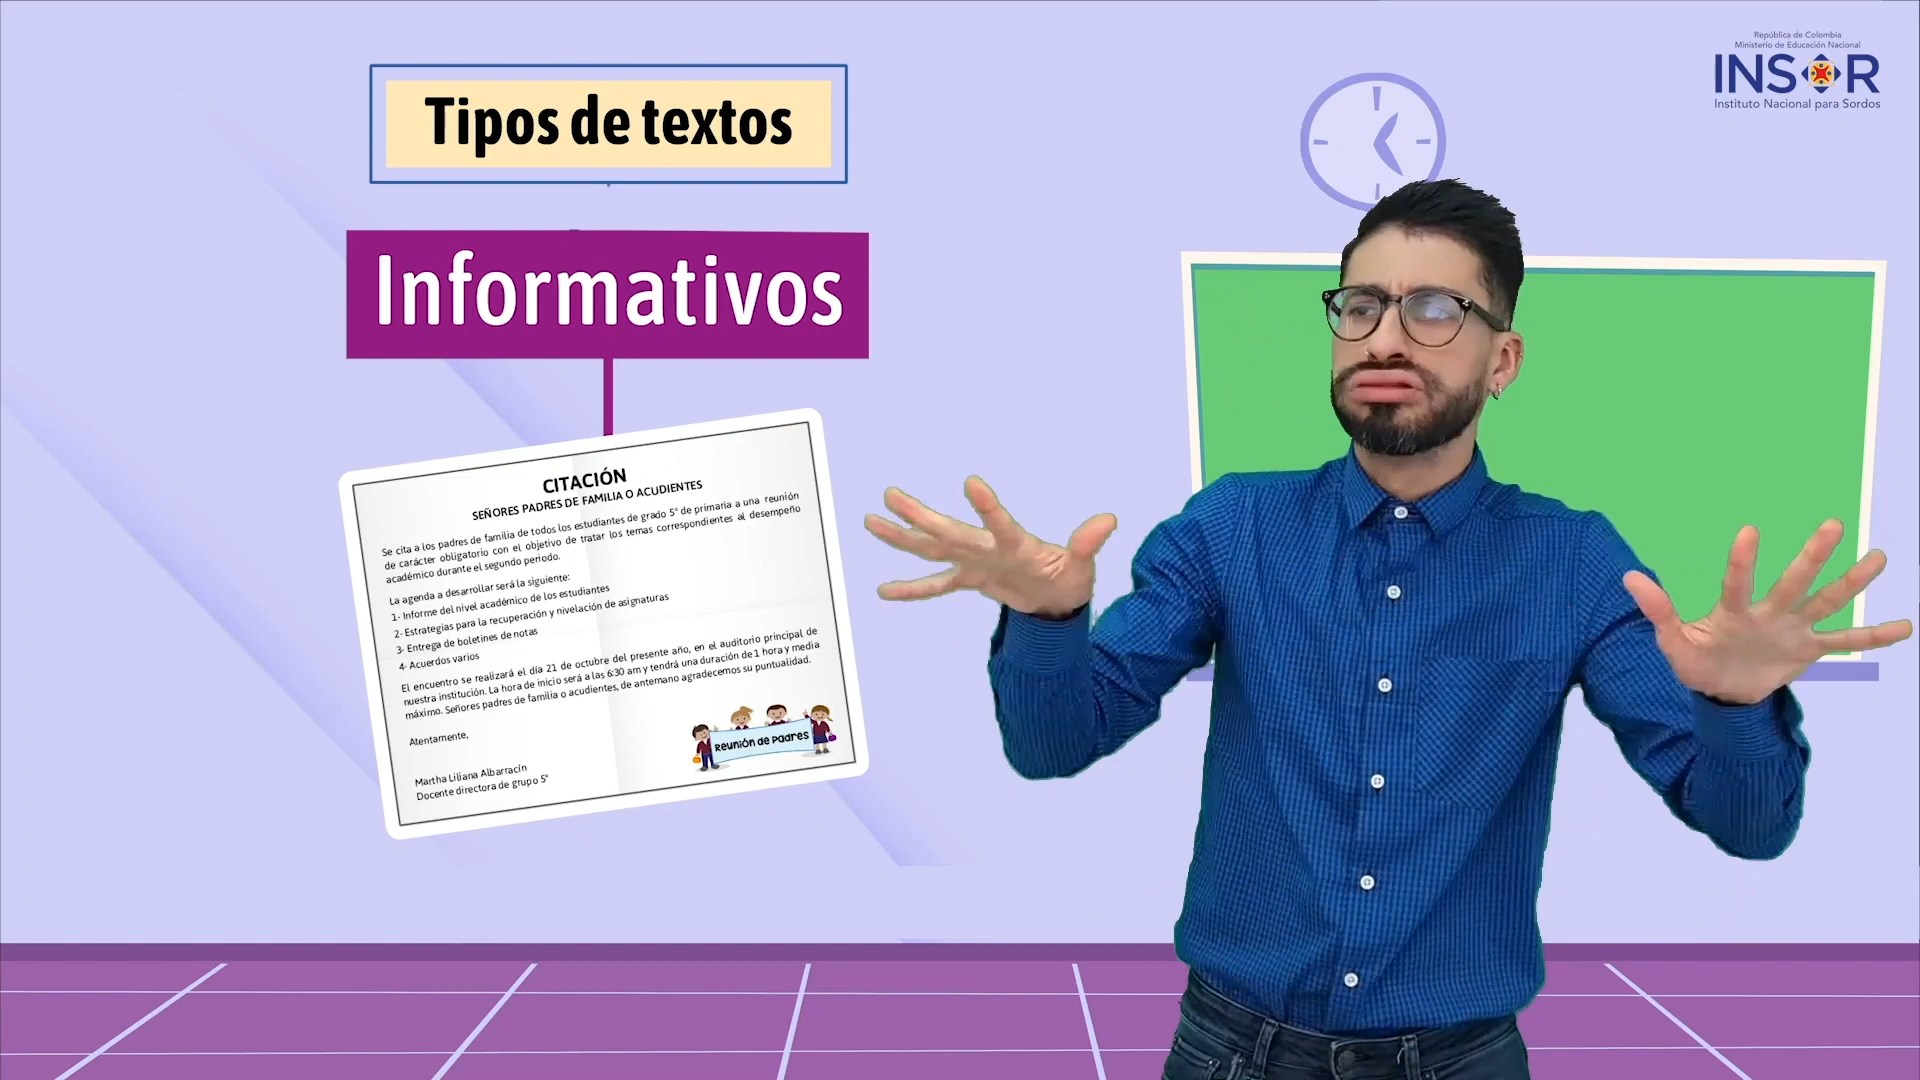 República de Colombia
Ministerio de Educación Nacional
INSOR
Instituto Nacional para Sordos
Tipos de textos
Informativos
CITACIÓN
SEÑORES PADRES DE FAMILIA O ACUDIENTES
Se cita a los padres de familia de todos los estudiantes de grado 5° de primaria a una reunión
de carácter obligatorio con el objetivo de tratar los temas correspondientes al desempeño
académico durante el segundo periodo.
La agenda a desarrollar será la siguiente:
1- Informe del nivel académico de los estudiantes
2- Estrategias para la recuperación y nivelación de asignaturas
3- Entrega de boletines de notas
4- Acuerdos varios
El encuentro se realizará el día 21 de octubre del presente año, en el auditorio principal de
nuestra institución. La hora de inicio será a las 6:30 am y tendrá una duración de 1 hora y media
máximo. Señores padres de familia o acudientes, de antemano agradecemos su puntualidad.
Atentamente,
Martha Liliana Albarracín
Docente directora de grupo 5°
Reunión de Padres